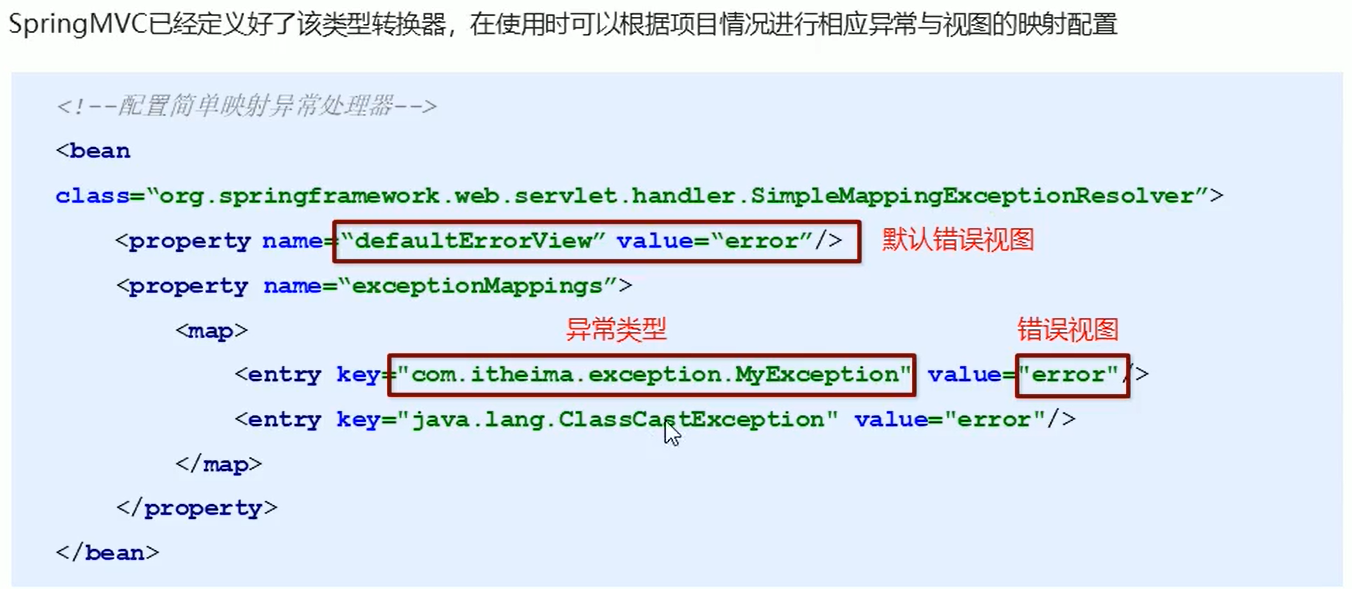 SpringMVC已经定义好了该类型转换器，在使用时可以根据项目情况进行相应异常与视图的映射配置
<!--配置简单映射异常处理器-->
<bean
class=“org.springframework.web.servlet.handler.SimpleMappingExceptionResolver”>
<property name=“defaultErrorView” value=“error”/> 默认错误视图
<property name=“exceptionMappings”>
<map> 异常类型 错误视图
<entry key="com.itheima.exception.MyException" value="error"/>
<entry key="java.lang.ClassCastException" value="error"/>
</map>
</property>
</bean>